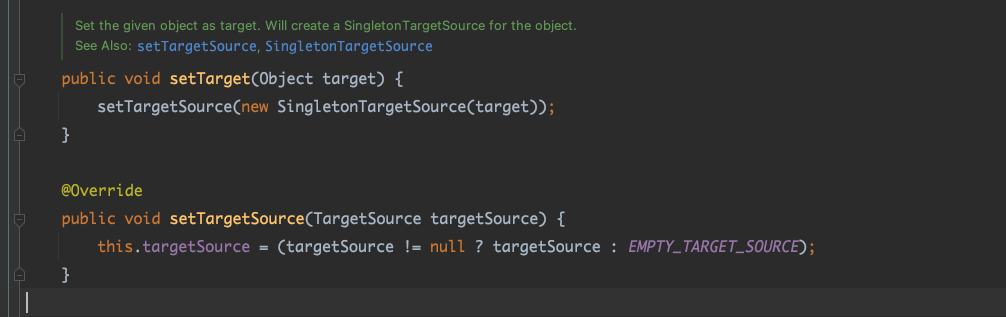 Set the given object as target. Will create a SingletonTargetSource for the object.
See Also: setTargetSource, SingletonTargetSource
public void setTarget(Object target) {
setTargetSource(new SingletonTargetSource(target));
}
@Override
public void setTargetSource(TargetSource targetSource) {
this.targetSource = (targetSource != null ? targetSource : EMPTY_TARGET_SOURCE);
}